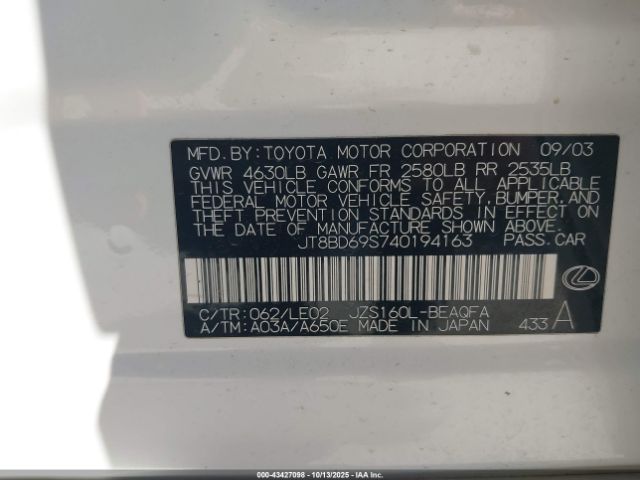 MFD. BY: TOYOTA MOTOR CORPORATION 09/03
GVWR 4630LB GAWR FR 2580LB RR 2535LB
THIS VEHICLE CONFORMS TO ALL APPLICABLE
FEDERAL MOTOR VEHICLE SAFETY, BUMPER, AND
THEFT PREVENTION STANDARDS IN EFFECT ON
THE DATE OF MANUFACTURE SHOWN ABOVE.
JT8BD69S740194163 PASS. CAR
C/TR: 062/LE02 JZS160L-BEAQFA
A/TM: A03A/A650E MADE IN JAPAN 433 A
000-43427098 - 10/13/2025 - IAAI.COM